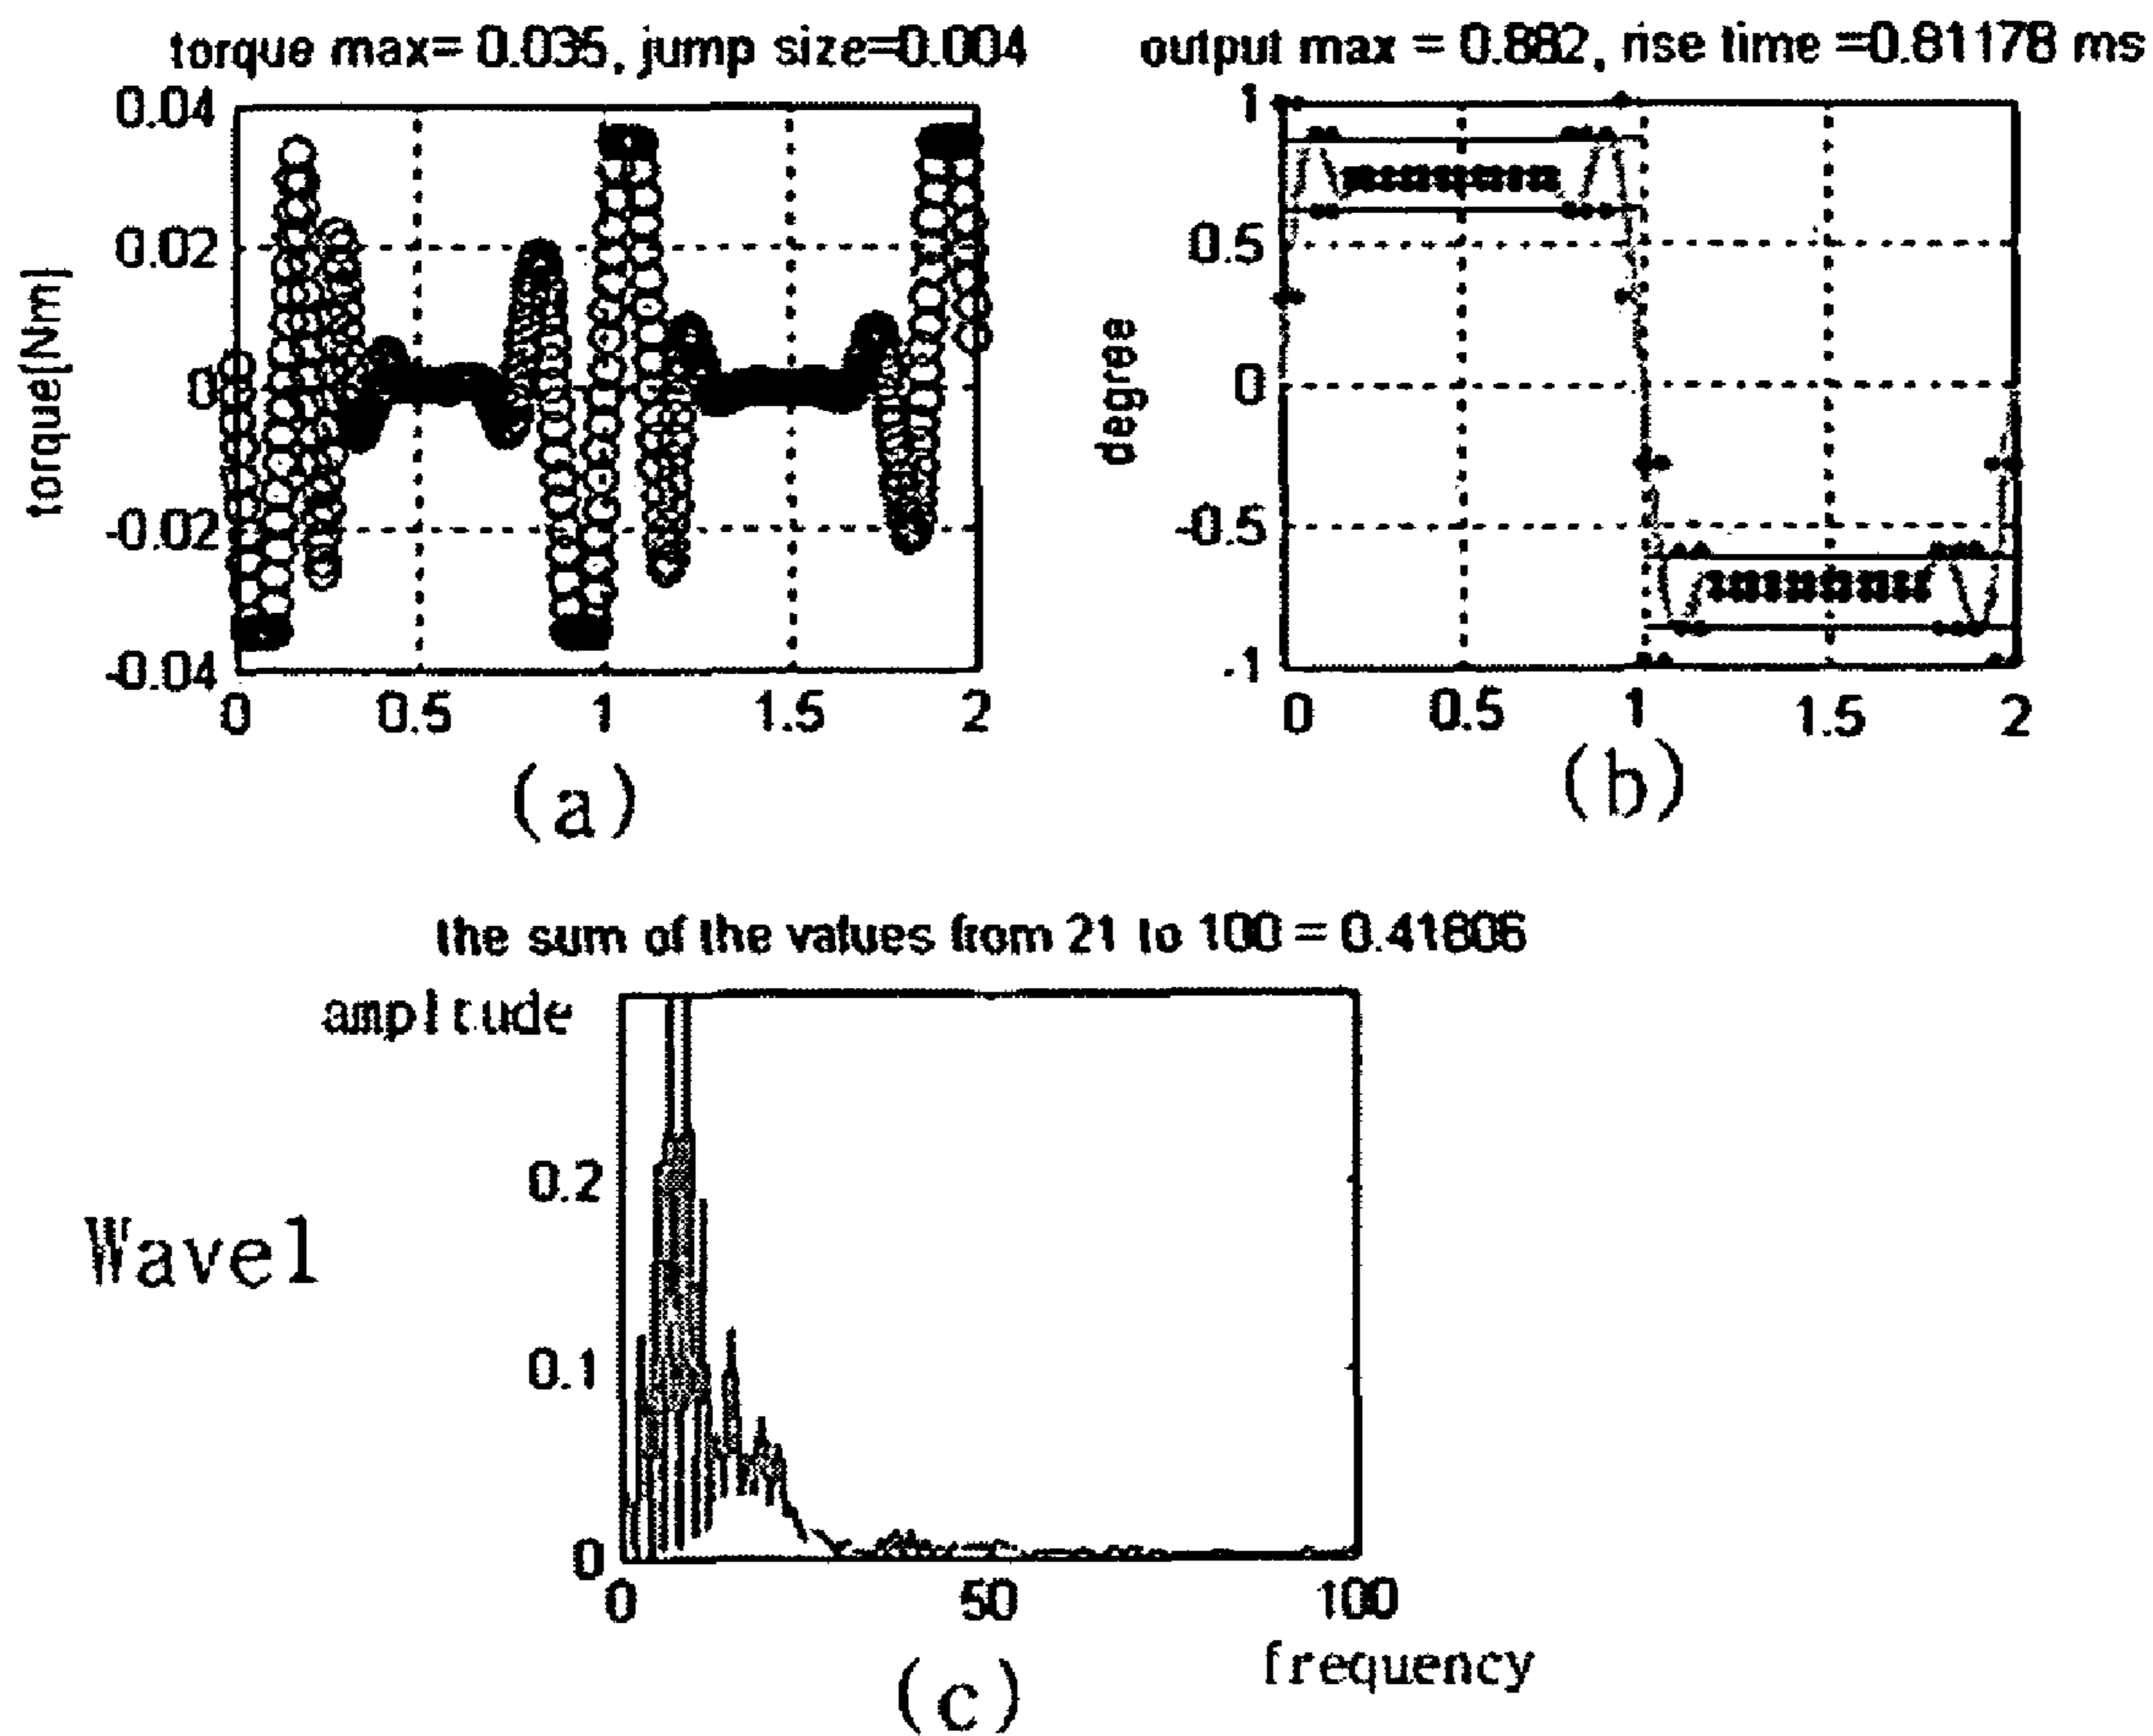 torque max= 0.035, jump size=0.004
0.04
0.02
0
-0.02
-0.04
torque[Nm]
0
0.5
1
1.5
2
(a)
output max = 0.882, rise time =0.81178 ms
1
0.5
0
-0.5
-1
degree
0
0.5
1
1.5
2
(b)
the sum of the values from 21 to 100 = 0.41806
amplitude
0.2
0.1
0
0
50
100
frequency
Wave1
(c)